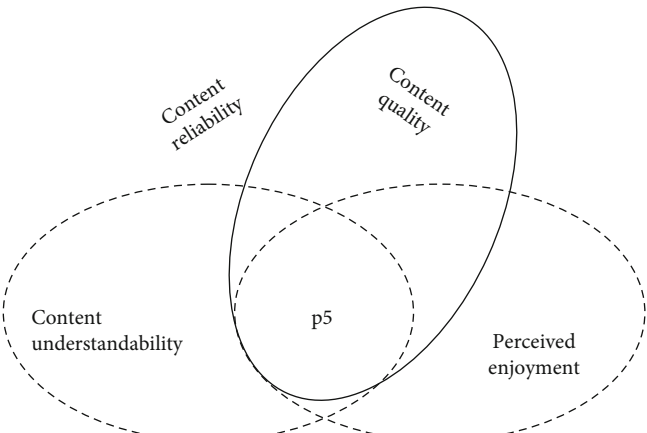 Content
reliability
Content
quality
Content
understandability
p5
Perceived
enjoyment